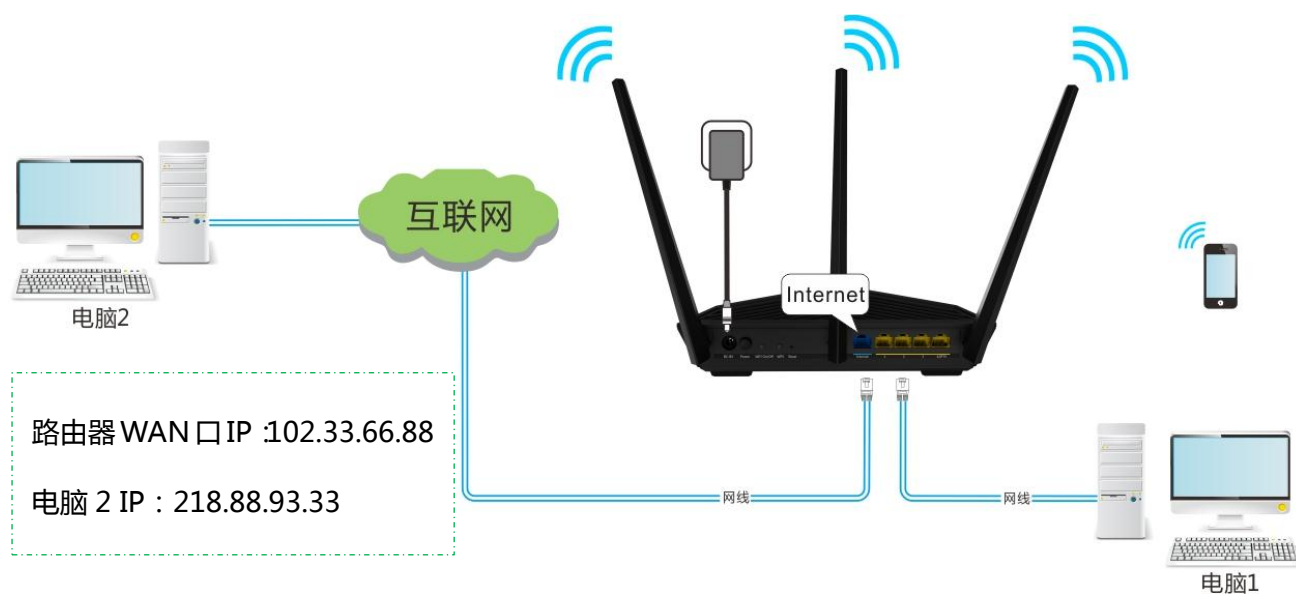 互联网
Internet
电脑2
路由器WAN口IP :102.33.66.88
电脑 2 IP：218.88.93.33
网线
网线
电脑1